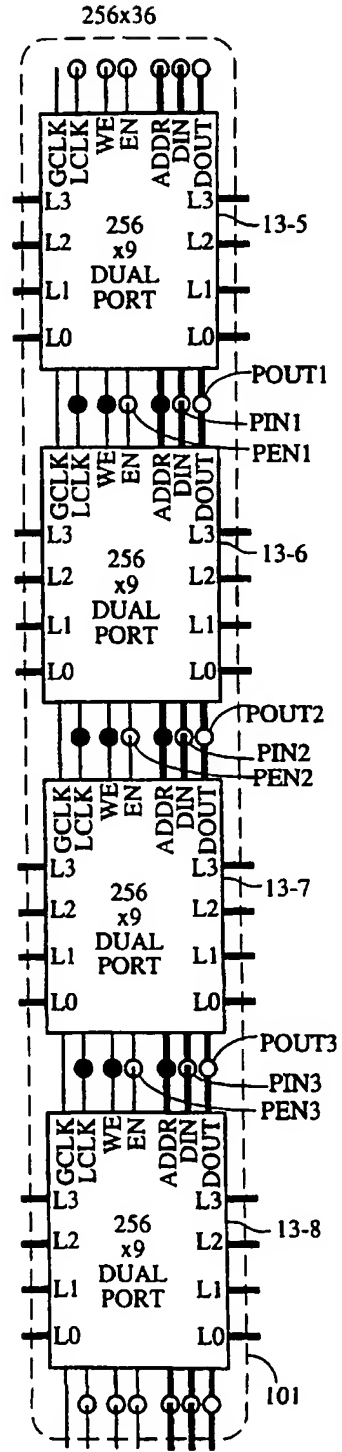 256x36
GCLK LCLK WE EN ADDR DIN DOUT
L3 L3
13-5
256
L2 x9 L2
DUAL
L1 PORT L1
L0 L0
POUT1
PIN1
PEN1
GCLK LCLK WE EN ADDR DIN DOUT
L3 L3
13-6
256
L2 x9 L2
DUAL
L1 PORT L1
L0 L0
POUT2
PIN2
PEN2
GCLK LCLK WE EN ADDR DIN DOUT
L3 L3
13-7
256
L2 x9 L2
DUAL
L1 PORT L1
L0 L0
POUT3
PIN3
PEN3
GCLK LCLK WE EN ADDR DIN DOUT
L3 L3
13-8
256
L2 x9 L2
DUAL
L1 PORT L1
L0 L0
101